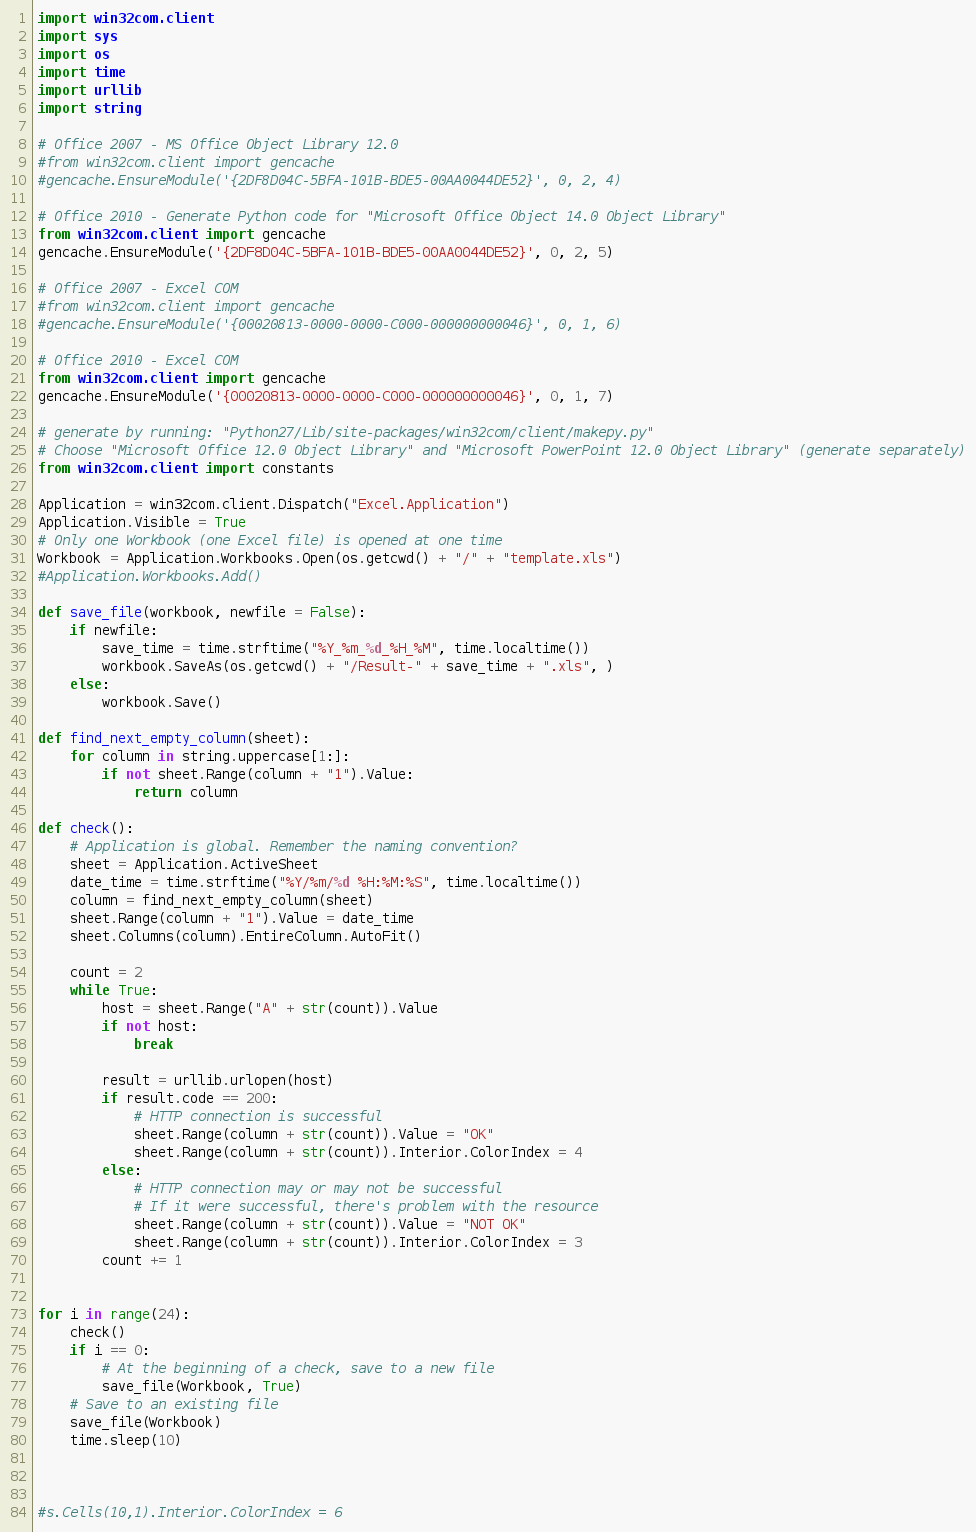 1 import win32com.client
2 import sys
3 import os
4 import time
5 import urllib
6 import string
7
8 # Office 2007 - MS Office Object Library 12.0
9 #from win32com.client import gencache
10 #gencache.EnsureModule('{2DF8D04C-5BFA-101B-BDE5-00AA0044DE52}', 0, 2, 4)
11
12 # Office 2010 - Generate Python code for "Microsoft Office Object 14.0 Object Library"
13 from win32com.client import gencache
14 gencache.EnsureModule('{2DF8D04C-5BFA-101B-BDE5-00AA0044DE52}', 0, 2, 5)
15
16 # Office 2007 - Excel COM
17 #from win32com.client import gencache
18 #gencache.EnsureModule('{00020813-0000-0000-C000-000000000046}', 0, 1, 6)
19
20 # Office 2010 - Excel COM
21 from win32com.client import gencache
22 gencache.EnsureModule('{00020813-0000-0000-C000-000000000046}', 0, 1, 7)
23
24 # generate by running: "Python27/Lib/site-packages/win32com/client/makepy.py"
25 # Choose "Microsoft Office 12.0 Object Library" and "Microsoft PowerPoint 12.0 Object Library" (generate separately)
26 from win32com.client import constants
27
28 Application = win32com.client.Dispatch("Excel.Application")
29 Application.Visible = True
30 # Only one Workbook (one Excel file) is opened at one time
31 Workbook = Application.Workbooks.Open(os.getcwd() + "/" + "template.xls")
32 #Application.Workbooks.Add()
33
34 def save_file(workbook, newfile = False):
35     if newfile:
36         save_time = time.strftime("%Y_%m_%d_%H_%M", time.localtime())
37         workbook.SaveAs(os.getcwd() + "/Result-" + save_time + ".xls", )
38     else:
39         workbook.Save()
40
41 def find_next_empty_column(sheet):
42     for column in string.uppercase[1:]:
43         if not sheet.Range(column + "1").Value:
44             return column
45
46 def check():
47     # Application is global. Remember the naming convention?
48     sheet = Application.ActiveSheet
49     date_time = time.strftime("%Y/%m/%d %H:%M:%S", time.localtime())
50     column = find_next_empty_column(sheet)
51     sheet.Range(column + "1").Value = date_time
52     sheet.Columns(column).EntireColumn.AutoFit()
53
54     count = 2
55     while True:
56         host = sheet.Range("A" + str(count)).Value
57         if not host:
58             break
59
60         result = urllib.urlopen(host)
61         if result.code == 200:
62             # HTTP connection is successful
63             sheet.Range(column + str(count)).Value = "OK"
64             sheet.Range(column + str(count)).Interior.ColorIndex = 4
65         else:
66             # HTTP connection may or may not be successful
67             # If it were successful, there's problem with the resource
68             sheet.Range(column + str(count)).Value = "NOT OK"
69             sheet.Range(column + str(count)).Interior.ColorIndex = 3
70         count += 1
71
72
73 for i in range(24):
74     check()
75     if i == 0:
76         # At the beginning of a check, save to a new file
77         save_file(Workbook, True)
78     # Save to an existing file
79     save_file(Workbook)
80     time.sleep(10)
81
82
83
84 #s.Cells(10,1).Interior.ColorIndex = 6